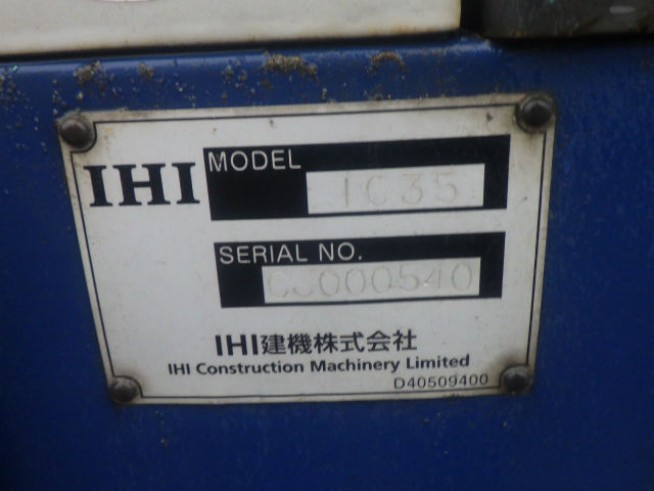 IHI
MODEL
IC35
SERIAL NO.
IHI建機株式会社
IHI Construction Machinery Limited
D40509400